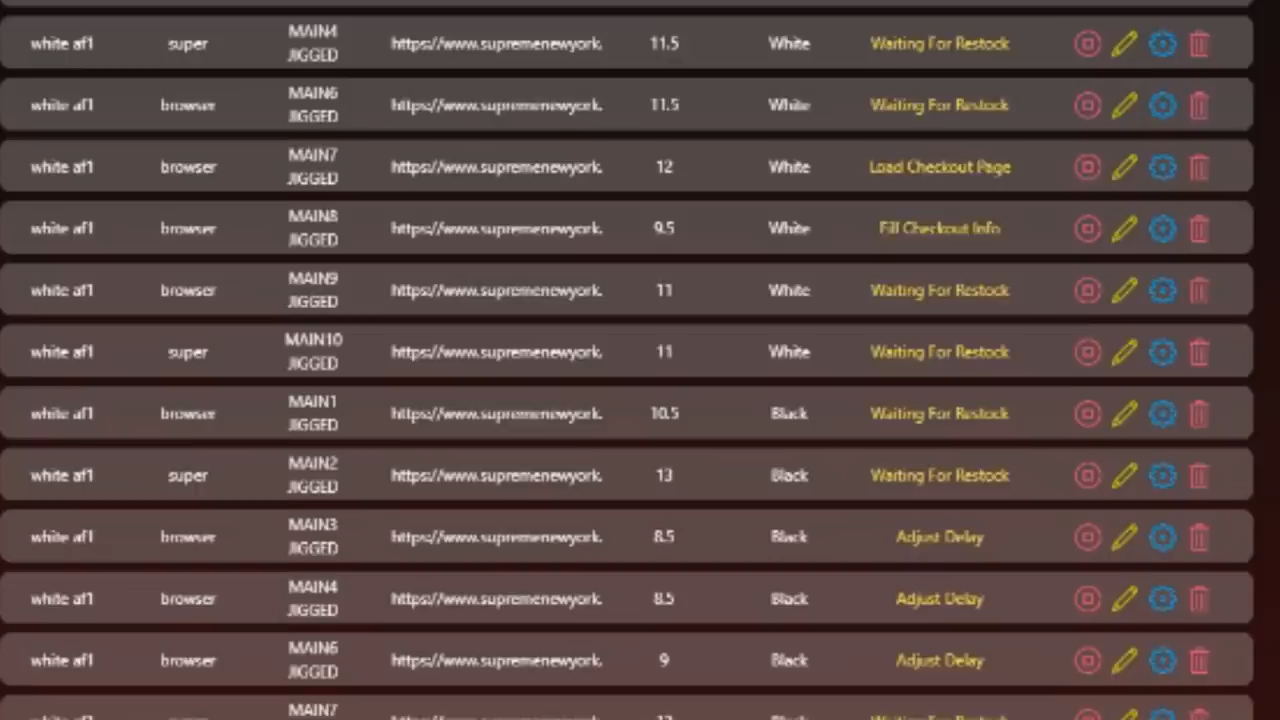 white af1 super MAIN4 JIGGED https://www.supremenewyork. 11.5 White Waiting For Restock
white af1 browser MAIN6 JIGGED https://www.supremenewyork. 11.5 White Waiting For Restock
white af1 browser MAIN7 JIGGED https://www.supremenewyork. 12 White Load Checkout Page
white af1 browser MAIN8 JIGGED https://www.supremenewyork. 9.5 White Fill Checkout Info
white af1 browser MAIN9 JIGGED https://www.supremenewyork. 11 White Waiting For Restock
white af1 super MAIN10 JIGGED https://www.supremenewyork. 11 White Waiting For Restock
white af1 browser MAIN1 JIGGED https://www.supremenewyork. 10.5 Black Waiting For Restock
white af1 super MAIN2 JIGGED https://www.supremenewyork. 13 Black Waiting For Restock
white af1 browser MAIN3 JIGGED https://www.supremenewyork. 8.5 Black Adjust Delay
white af1 browser MAIN4 JIGGED https://www.supremenewyork. 8.5 Black Adjust Delay
white af1 browser MAIN6 JIGGED https://www.supremenewyork. 9 Black Adjust Delay
MAIN7